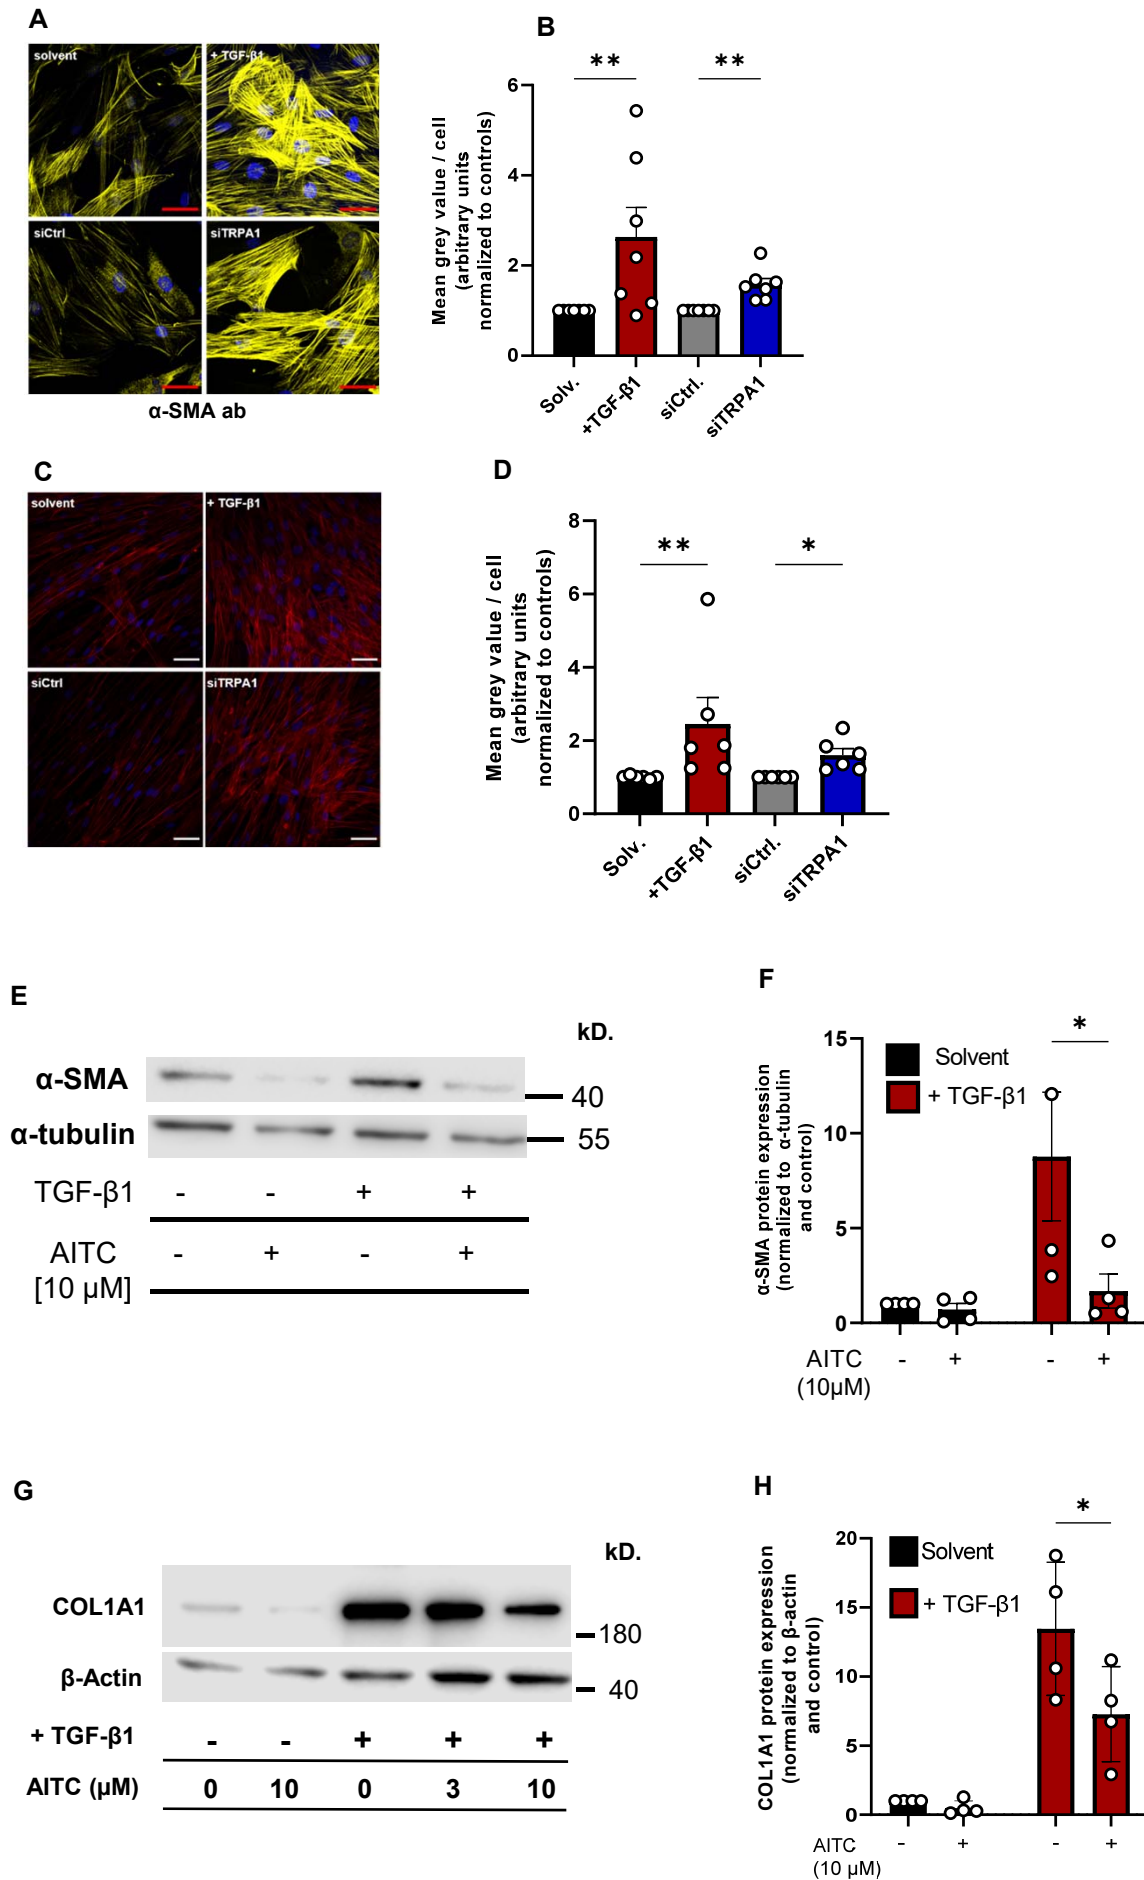 A
solvent
+ TGF-β1
siCtrl
siTRPA1
α-SMA ab
B
Mean grey value / cell
(arbitrary units
normalized to controls)
6
4
2
0
**
**
Solv.
+TGF-β1
siCtrl.
siTRPA1
C
solvent
+ TGF-β1
siCtrl
siTRPA1
D
Mean grey value / cell
(arbitrary units
normalized to controls)
8
6
4
2
0
**
*
Solv.
+TGF-β1
siCtrl.
siTRPA1
E
kD.
α-SMA
40
α-tubulin
55
TGF-β1 - - + +
AITC - + - +
[10 µM]
F
α-SMA protein expression
(normalized to α-tubulin
and control)
15
10
5
0
Solvent
+ TGF-β1
*
AITC - + - +
(10µM)
G
kD.
COL1A1
180
β-Actin
40
+ TGF-β1 - - + + +
AITC (µM) 0 10 0 3 10
H
COL1A1 protein expression
(normalized to β-actin
and control)
20
15
10
5
0
Solvent
+ TGF-β1
*
AITC - + - +
(10 µM)